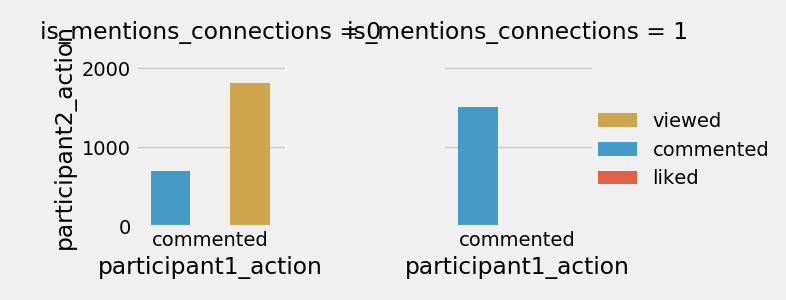 is_mentions_connections = 0
is_mentions_connections = 1
participant2_action
2000
1000
0
commented
commented
participant1_action
participant1_action
viewed
commented
liked